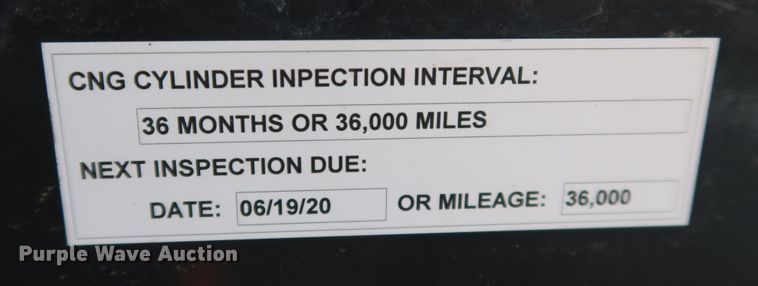 CNG CYLINDER INPECTION INTERVAL:
36 MONTHS OR 36,000 MILES
NEXT INSPECTION DUE:
DATE: 06/19/20 OR MILEAGE: 36,000
Purple Wave Auction